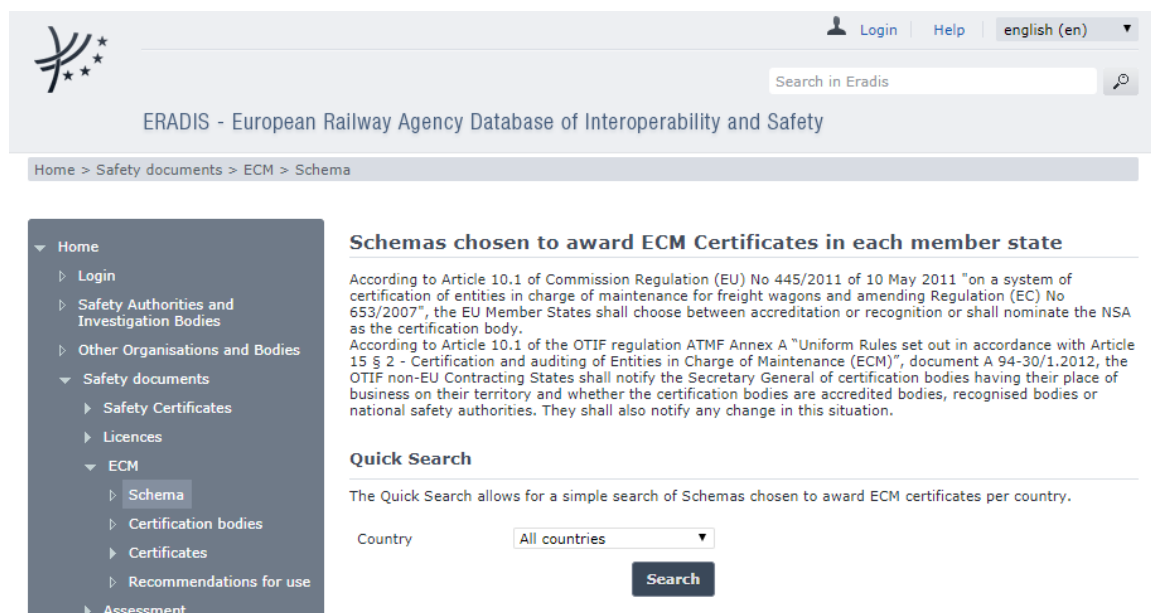 Login
Help
english (en)
Search in Eradis
ERADIS - European Railway Agency Database of Interoperability and Safety
Home > Safety documents > ECM > Schema
Home
Login
Safety Authorities and
Investigation Bodies
Other Organisations and Bodies
Safety documents
Safety Certificates
Licences
ECM
Schema
Certification bodies
Certificates
Recommendations for use
Assessment
Schemas chosen to award ECM Certificates in each member state
According to Article 10.1 of Commission Regulation (EU) No 445/2011 of 10 May 2011 "on a system of
certification of entities in charge of maintenance for freight wagons and amending Regulation (EC) No
653/2007", the EU Member States shall choose between accreditation or recognition or shall nominate the NSA
as the certification body.
According to Article 10.1 of the OTIF regulation ATMF Annex A “Uniform Rules set out in accordance with Article
15 § 2 - Certification and auditing of Entities in Charge of Maintenance (ECM)”, document A 94-30/1.2012, the
OTIF non-EU Contracting States shall notify the Secretary General of certification bodies having their place of
business on their territory and whether the certification bodies are accredited bodies, recognised bodies or
national safety authorities. They shall also notify any change in this situation.
Quick Search
The Quick Search allows for a simple search of Schemas chosen to award ECM certificates per country.
Country
All countries
Search